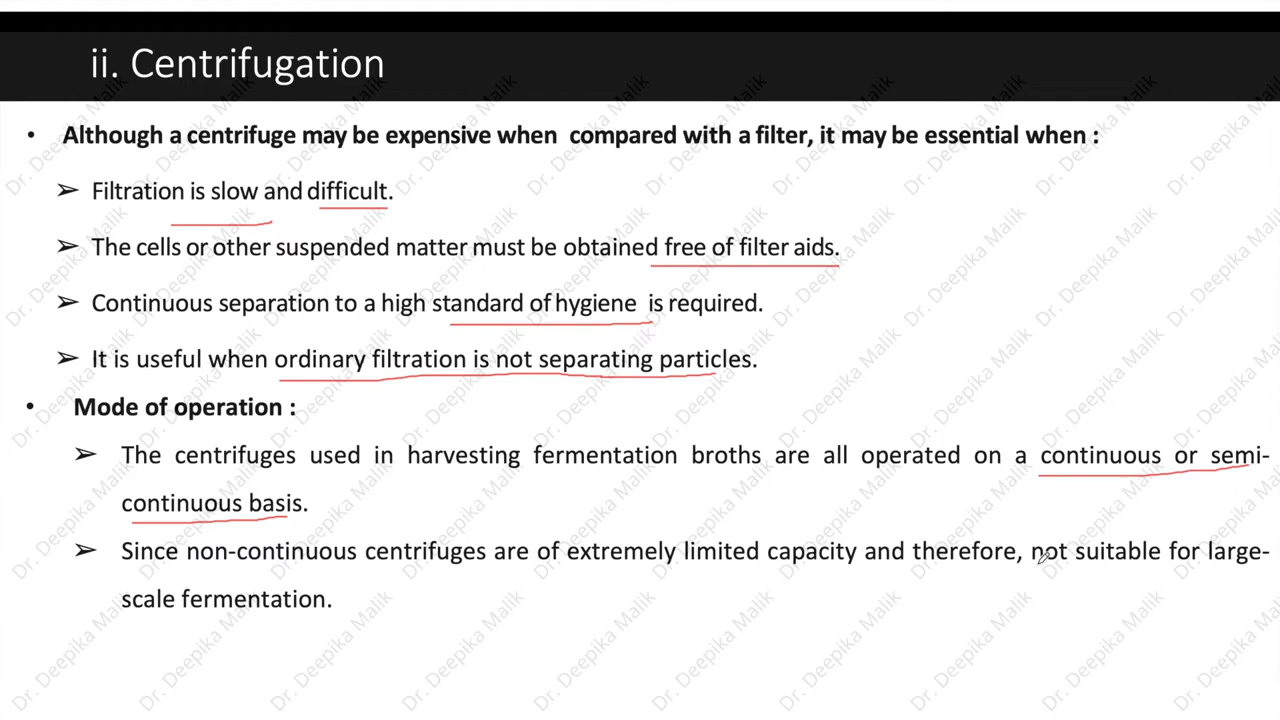 ii. Centrifugation
• Although a centrifuge may be expensive when compared with a filter, it may be essential when :
➢ Filtration is slow and difficult.
➢ The cells or other suspended matter must be obtained free of filter aids.
➢ Continuous separation to a high standard of hygiene is required.
➢ It is useful when ordinary filtration is not separating particles.
• Mode of operation :
➢ The centrifuges used in harvesting fermentation broths are all operated on a continuous or semi-
continuous basis.
➢ Since non-continuous centrifuges are of extremely limited capacity and therefore, not suitable for large-
scale fermentation.
Dr. Deepika Malik